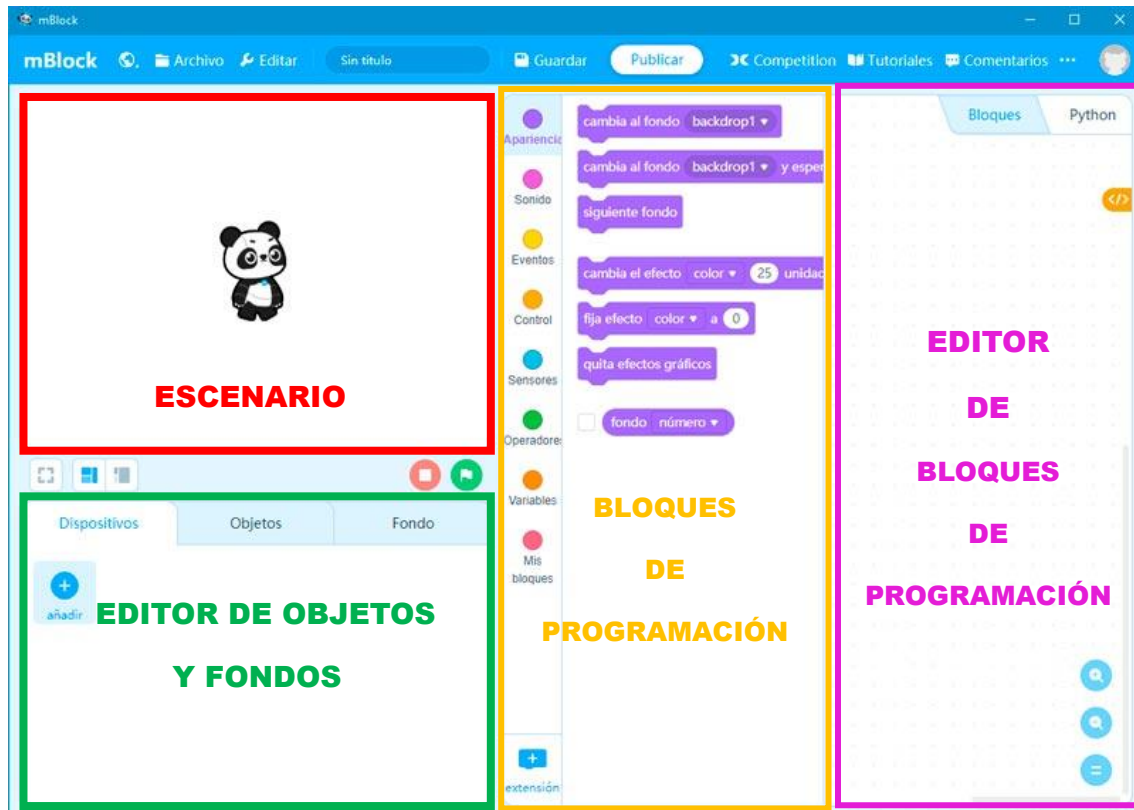 mBlock
mBlock Archivo Editar Sin título Guardar Publicar Competition Tutoriales Comentarios
ESCENARIO
Dispositivos Objetos Fondo
añadir
EDITOR DE OBJETOS
Y FONDOS
Apariencia
Sonido
Eventos
Control
Sensores
Operadores
Variables
Mis
bloques
extensión
cambia al fondo backdrop1
cambia al fondo backdrop1 y esper
siguiente fondo
cambia el efecto color 25 unidad
fija efecto color a 0
quita efectos gráficos
fondo número
BLOQUES
DE
PROGRAMACIÓN
Bloques Python
</>
EDITOR
DE
BLOQUES
DE
PROGRAMACIÓN